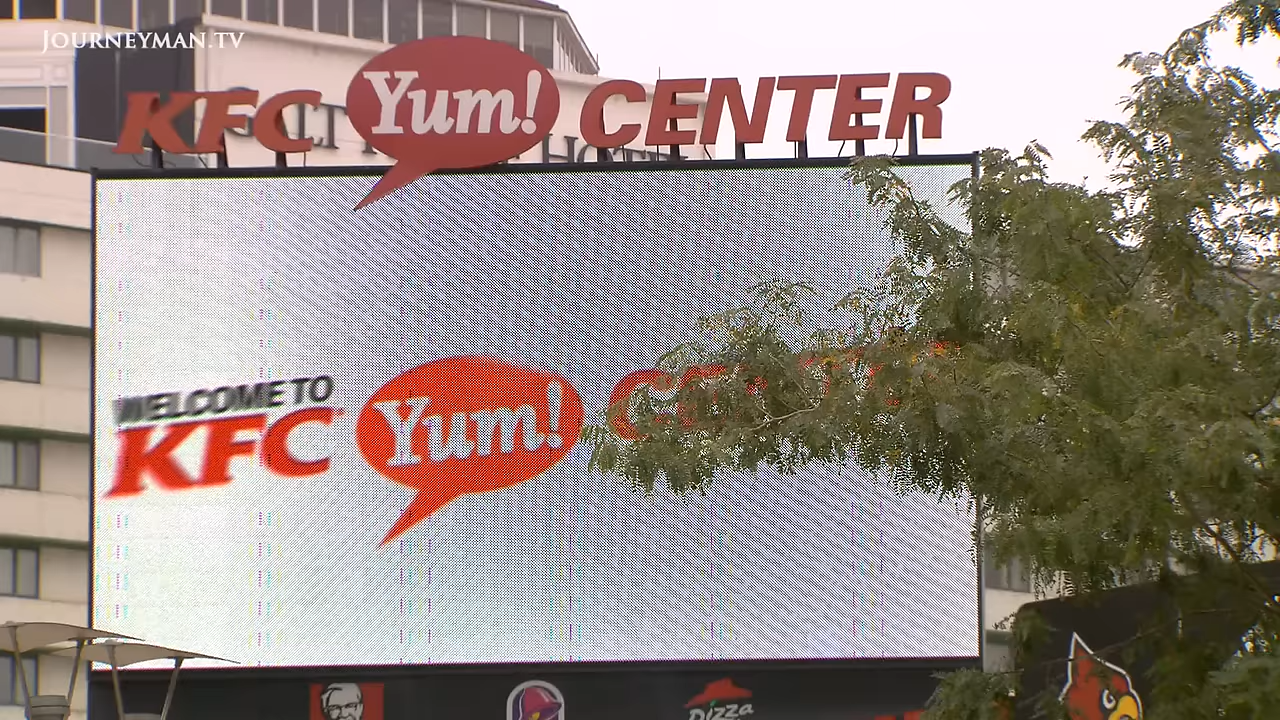 JOURNEYMAN.TV
KFC Yum! CENTER
WELCOME TO
KFC Yum!
Pizza